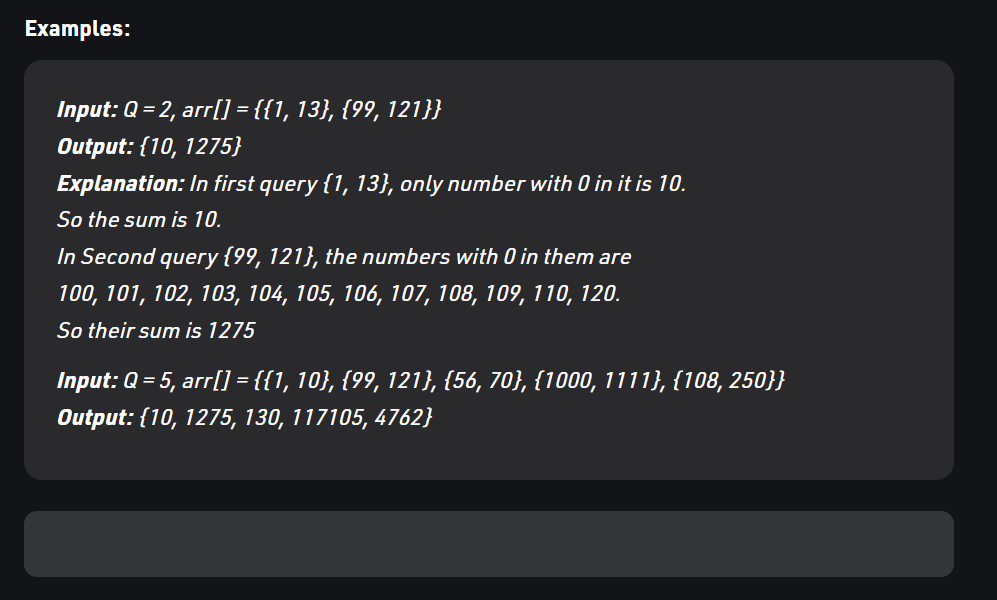 Examples:
Input: Q = 2, arr[] = {{1, 13}, {99, 121}}
Output: {10, 1275}
Explanation: In first query {1, 13}, only number with 0 in it is 10.
So the sum is 10.
In Second query {99, 121}, the numbers with 0 in them are
100, 101, 102, 103, 104, 105, 106, 107, 108, 109, 110, 120.
So their sum is 1275
Input: Q = 5, arr[] = {{1, 10}, {99, 121}, {56, 70}, {1000, 1111}, {108, 250}}
Output: {10, 1275, 130, 117105, 4762}